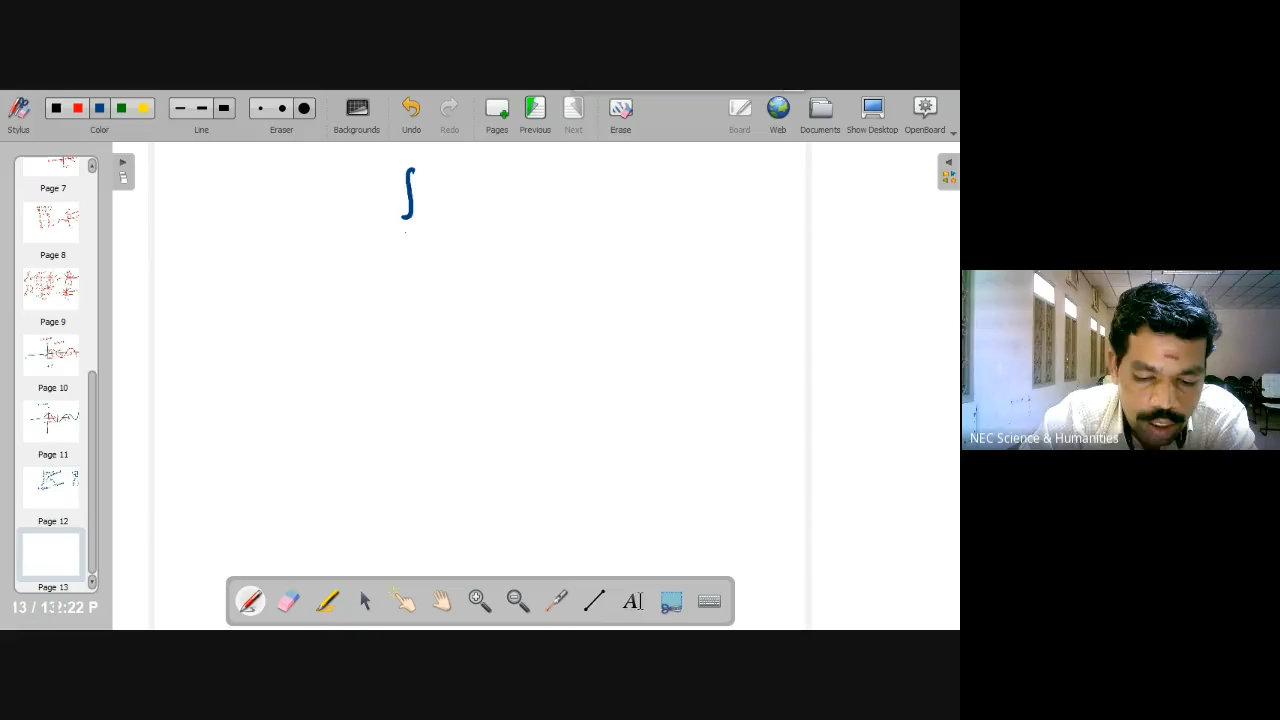 Stylus
Color
Line
Eraser
Backgrounds
Undo
Redo
Pages
Previous
Next
Erase
Board
Web
Documents
Show Desktop
OpenBoard
∫
Page 7
Page 8
Page 9
Page 10
Page 11
Page 12
Page 13
NEC Science & Humanities